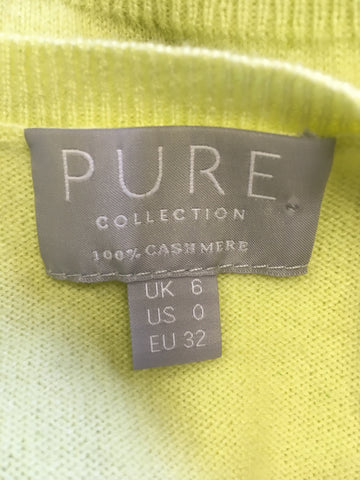 PURE
COLLECTION
100% CASHMERE
UK 6
US 0
EU 32